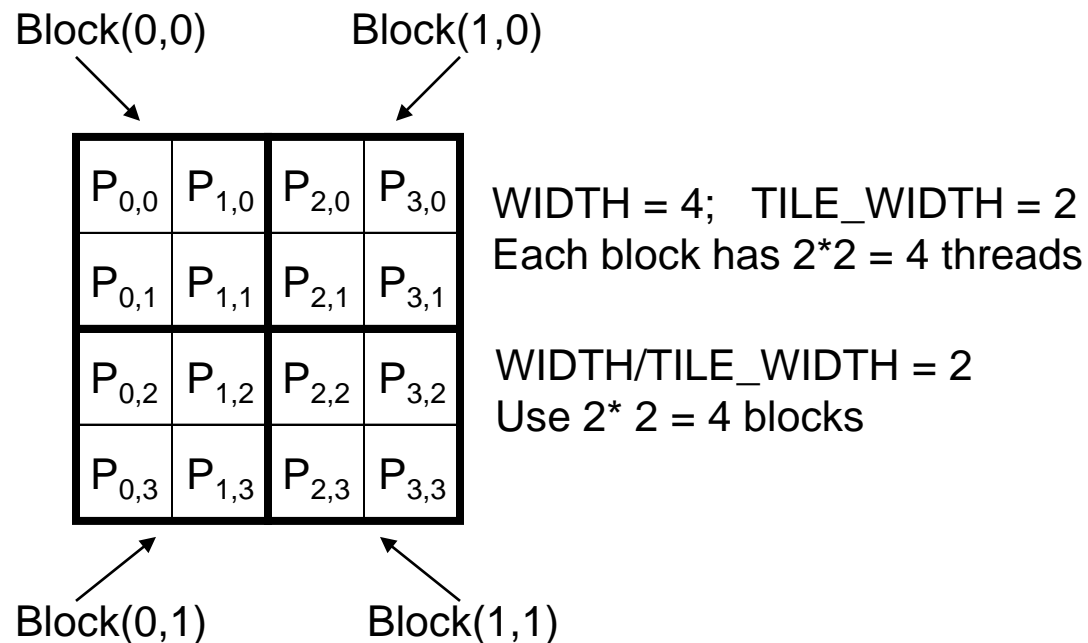 Block(0,0) Block(1,0)
P0,0 P1,0 P2,0 P3,0
P0,1 P1,1 P2,1 P3,1
P0,2 P1,2 P2,2 P3,2
P0,3 P1,3 P2,3 P3,3
WIDTH = 4; TILE_WIDTH = 2
Each block has 2*2 = 4 threads
WIDTH/TILE_WIDTH = 2
Use 2* 2 = 4 blocks
Block(0,1) Block(1,1)